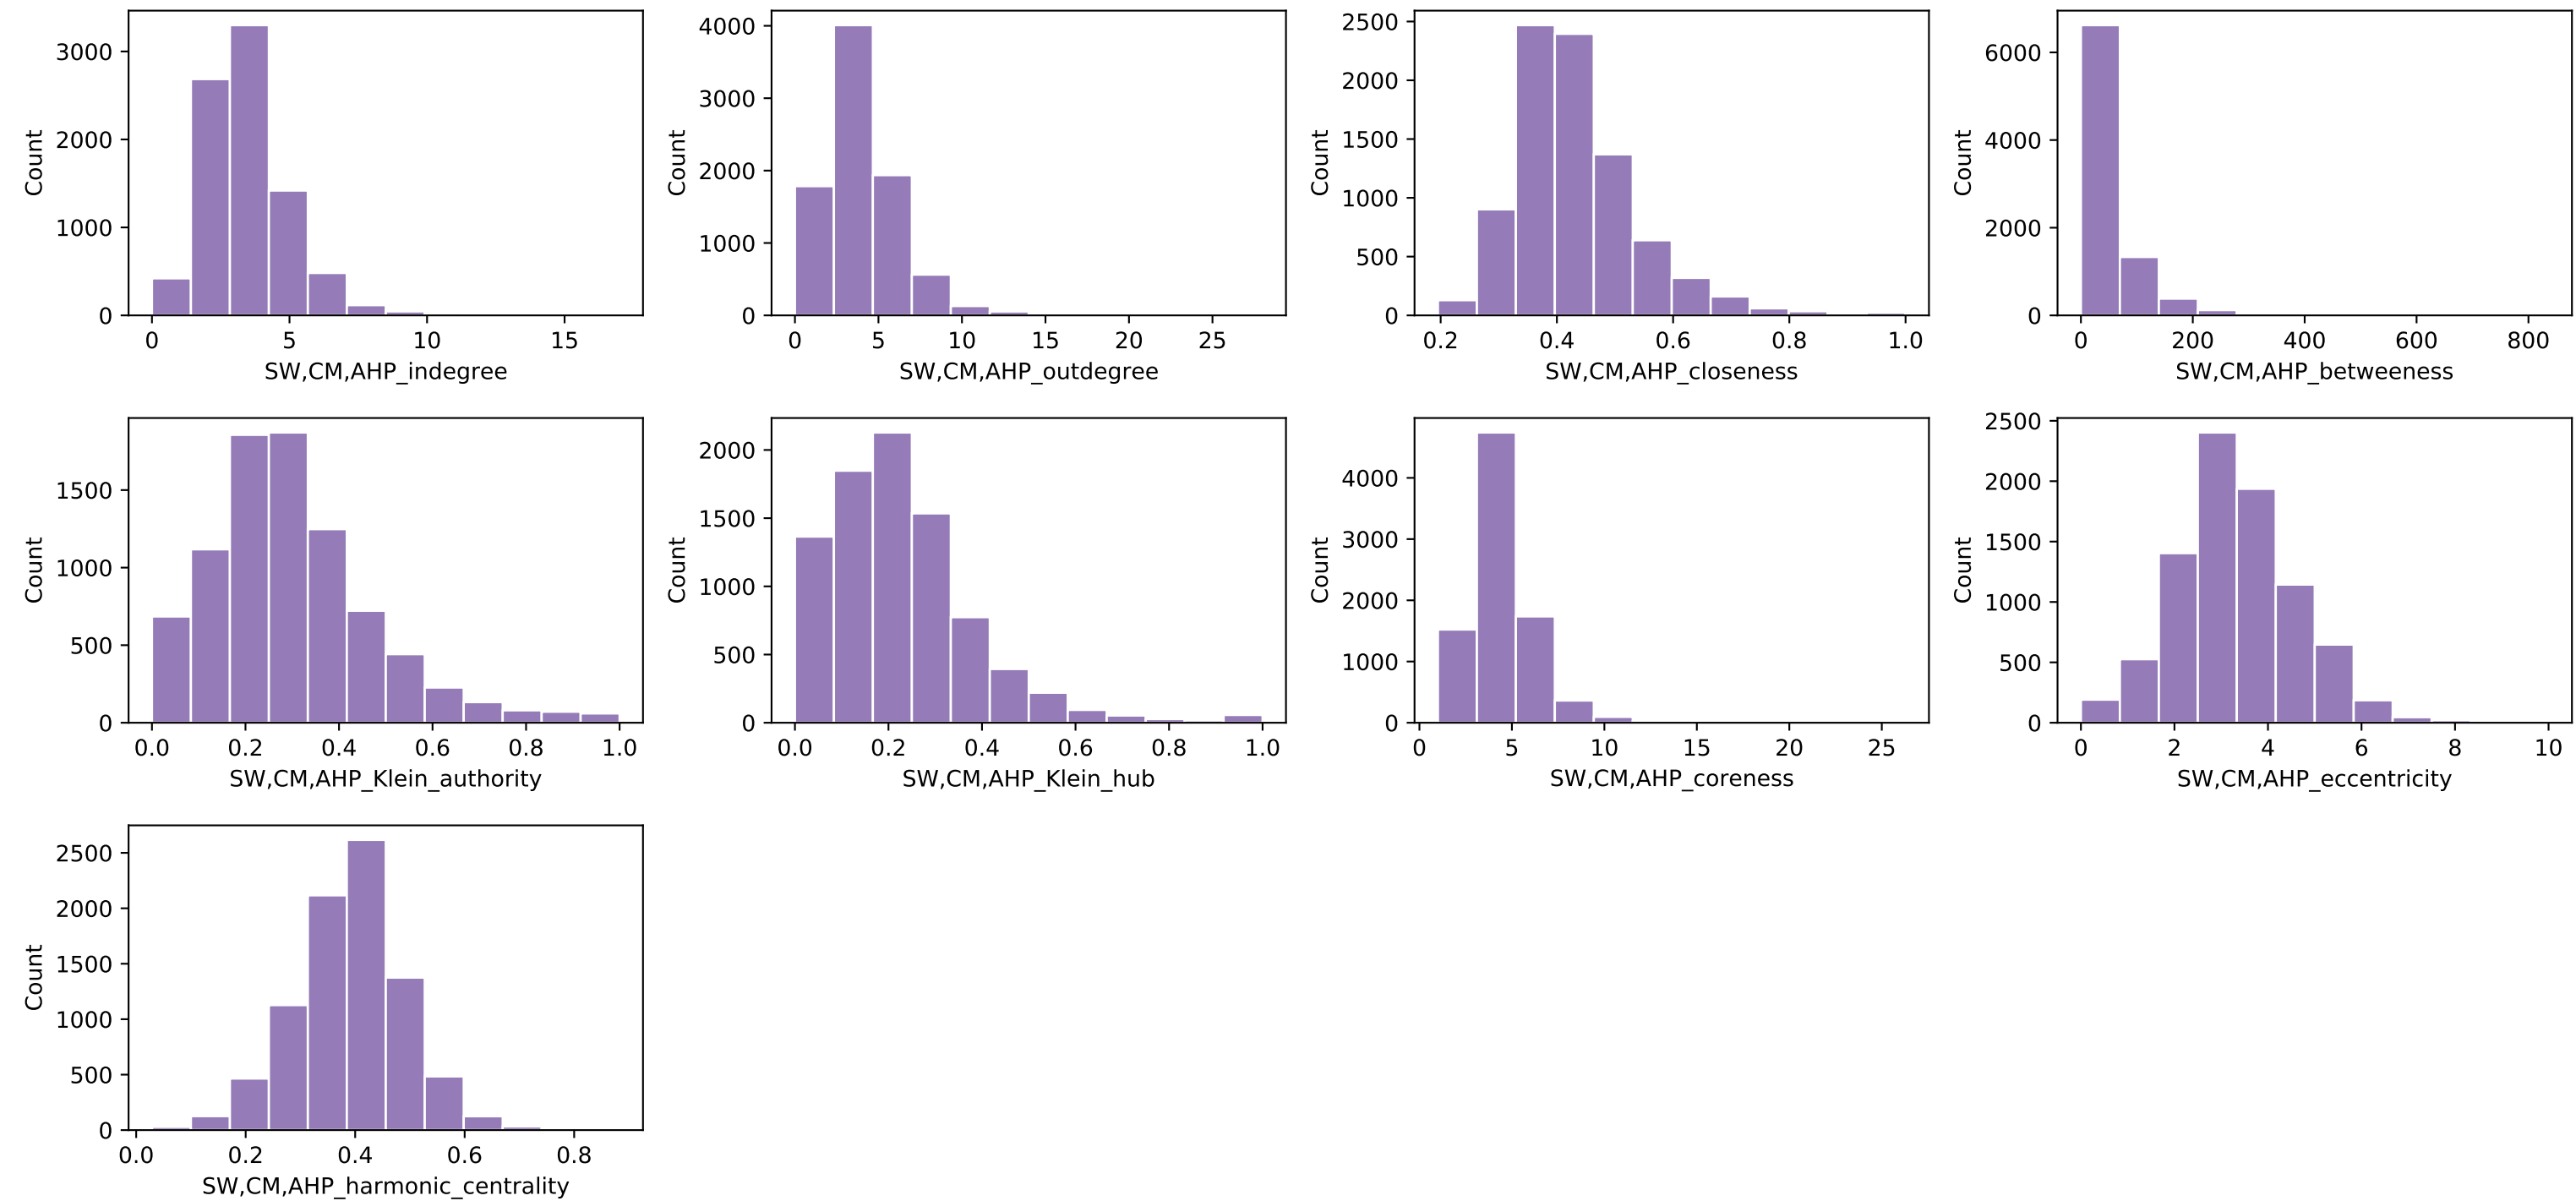 3000
2000
1000
0
Count
0 5 10 15
SW,CM,AHP_indegree
4000
3000
2000
1000
0
Count
0 5 10 15 20 25
SW,CM,AHP_outdegree
2500
2000
1500
1000
500
0
Count
0.2 0.4 0.6 0.8 1.0
SW,CM,AHP_closeness
6000
4000
2000
0
Count
0 200 400 600 800
SW,CM,AHP_betweeness
1500
1000
500
0
Count
0.0 0.2 0.4 0.6 0.8 1.0
SW,CM,AHP_Klein_authority
2000
1500
1000
500
0
Count
0.0 0.2 0.4 0.6 0.8 1.0
SW,CM,AHP_Klein_hub
4000
3000
2000
1000
0
Count
0 5 10 15 20 25
SW,CM,AHP_coreness
2500
2000
1500
1000
500
0
Count
0 2 4 6 8 10
SW,CM,AHP_eccentricity
2500
2000
1500
1000
500
0
Count
0.0 0.2 0.4 0.6 0.8
SW,CM,AHP_harmonic_centrality